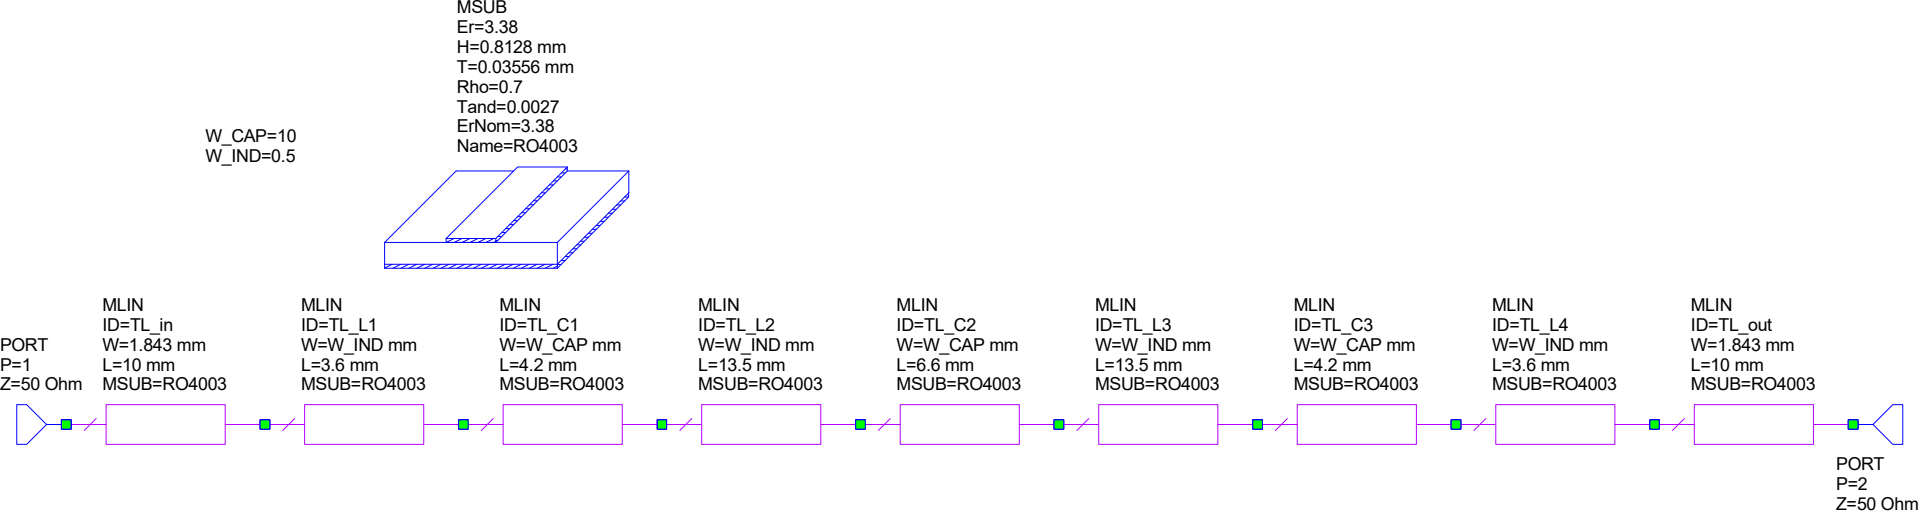 MSUB
Er=3.38
H=0.8128 mm
T=0.03556 mm
Rho=0.7
Tand=0.0027
ErNom=3.38
Name=RO4003
W_CAP=10
W_IND=0.5
PORT
P=1
Z=50 Ohm
MLIN
ID=TL_in
W=1.843 mm
L=10 mm
MSUB=RO4003
MLIN
ID=TL_L1
W=W_IND mm
L=3.6 mm
MSUB=RO4003
MLIN
ID=TL_C1
W=W_CAP mm
L=4.2 mm
MSUB=RO4003
MLIN
ID=TL_L2
W=W_IND mm
L=13.5 mm
MSUB=RO4003
MLIN
ID=TL_C2
W=W_CAP mm
L=6.6 mm
MSUB=RO4003
MLIN
ID=TL_L3
W=W_IND mm
L=13.5 mm
MSUB=RO4003
MLIN
ID=TL_C3
W=W_CAP mm
L=4.2 mm
MSUB=RO4003
MLIN
ID=TL_L4
W=W_IND mm
L=3.6 mm
MSUB=RO4003
MLIN
ID=TL_out
W=1.843 mm
L=10 mm
MSUB=RO4003
PORT
P=2
Z=50 Ohm